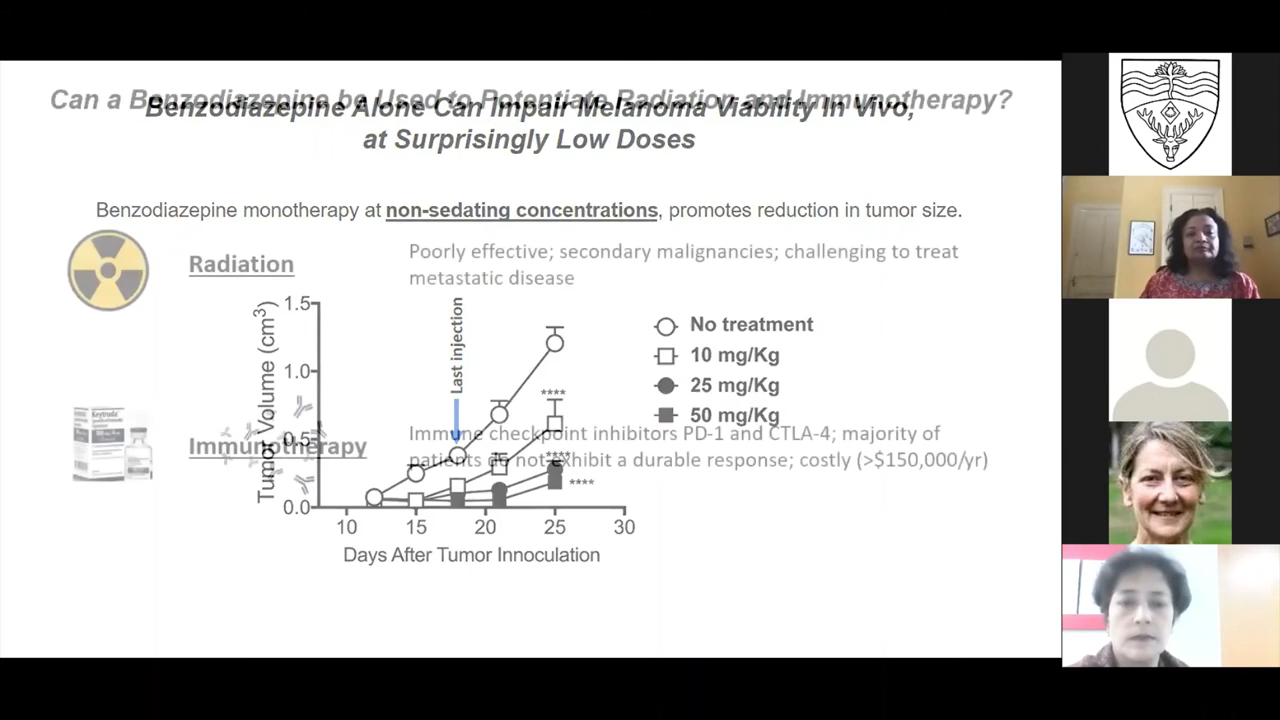 Can a Benzodiazepine be Used to Potentiate Radiation and Immunotherapy?
Benzodiazepine Alone Can Impair Melanoma Viability In Vivo,
at Surprisingly Low Doses
Benzodiazepine monotherapy at non-sedating concentrations, promotes reduction in tumor size.
Radiation
Poorly effective; secondary malignancies; challenging to treat
metastatic disease
Tumor Volume (cm3)
1.5
1.0
0.5
0.0
Last injection
****
****
****
No treatment
10 mg/Kg
25 mg/Kg
50 mg/Kg
Keytruda
Immunotherapy
Immune checkpoint inhibitors PD-1 and CTLA-4; majority of
patients do not exhibit a durable response; costly (>$150,000/yr)
10
15
20
25
30
Days After Tumor Innoculation